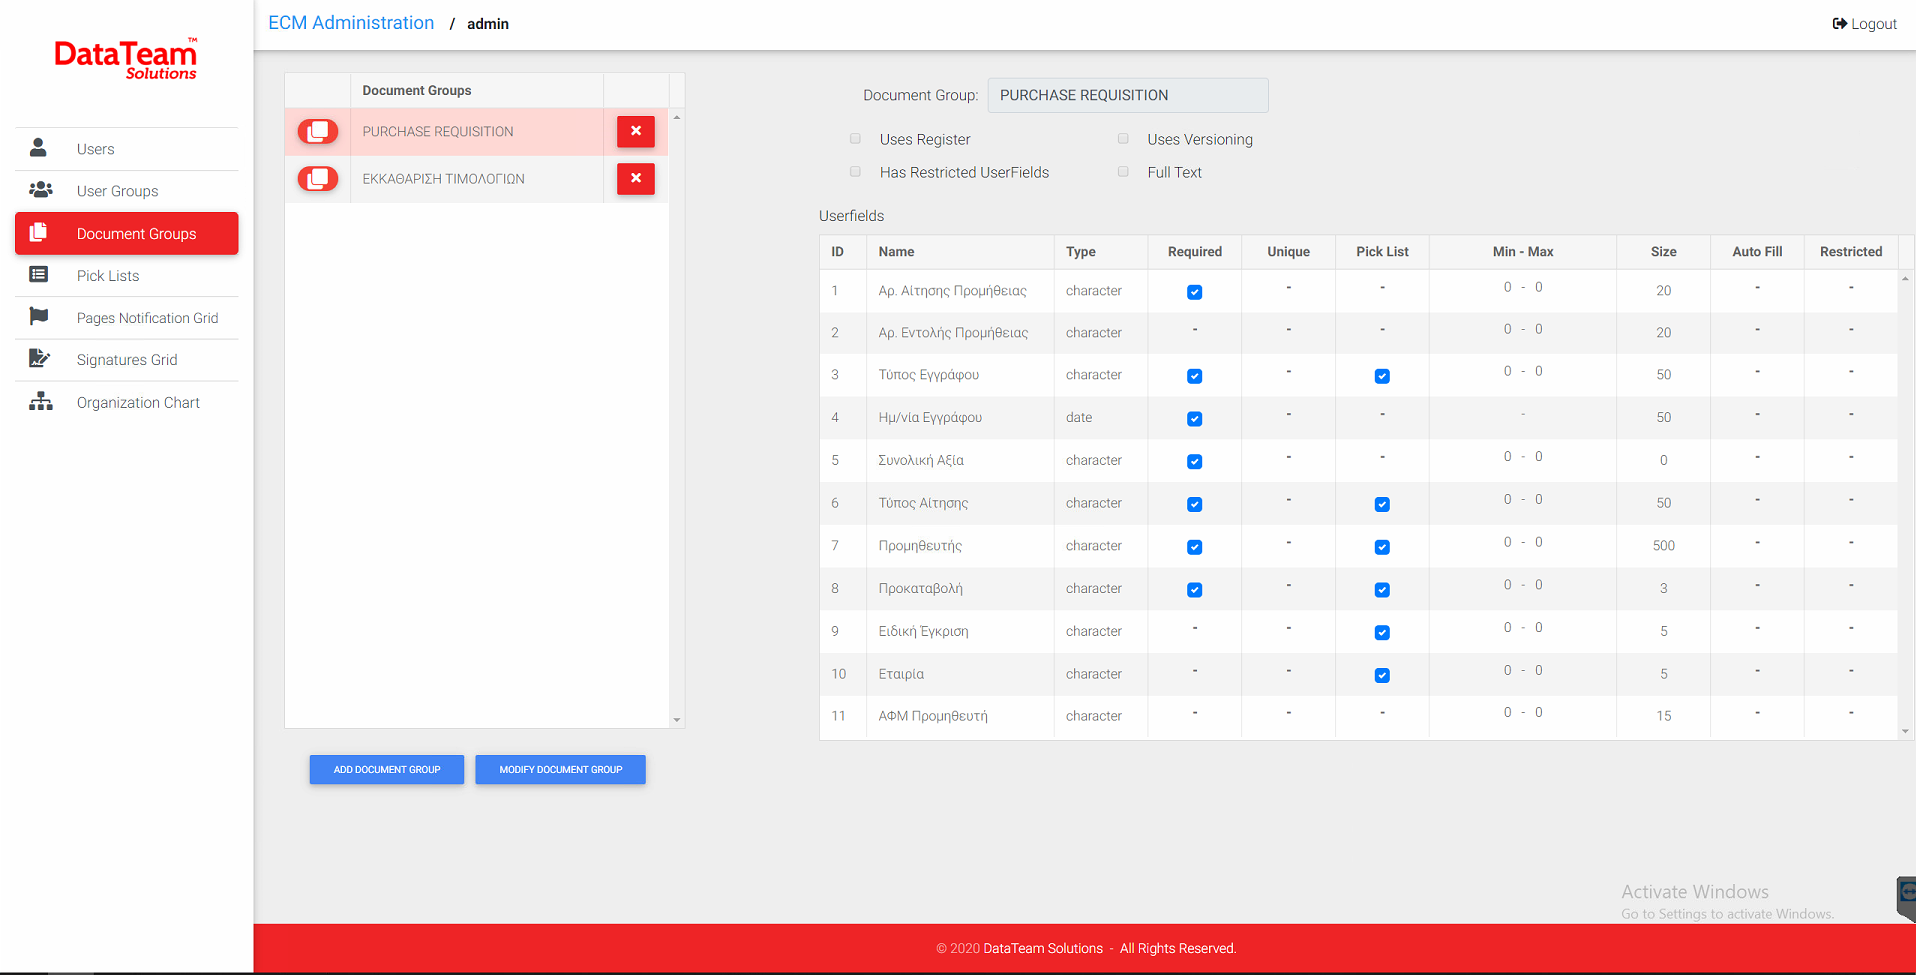 DataTeam™
Solutions
ECM Administration / admin
Logout
Users
User Groups
Document Groups
Pick Lists
Pages Notification Grid
Signatures Grid
Organization Chart
Document Groups
PURCHASE REQUISITION
ΕΚΚΑΘΑΡΙΣΗ ΤΙΜΟΛΟΓΙΩΝ
ADD DOCUMENT GROUP
MODIFY DOCUMENT GROUP
Document Group: PURCHASE REQUISITION
Uses Register Uses Versioning
Has Restricted UserFields Full Text
Userfields
ID Name Type Required Unique Pick List Min - Max Size Auto Fill Restricted
1 Αρ. Αίτησης Προμήθειας character - - 0 - 0 20 - -
2 Αρ. Εντολής Προμήθειας character - - - 0 - 0 20 - -
3 Τύπος Εγγράφου character - 0 - 0 50 - -
4 Ημ/νία Εγγράφου date - - - 50 - -
5 Συνολική Αξία character - - 0 - 0 0 - -
6 Τύπος Αίτησης character - 0 - 0 50 - -
7 Προμηθευτής character - 0 - 0 500 - -
8 Προκαταβολή character - 0 - 0 3 - -
9 Ειδική Έγκριση character - - 0 - 0 5 - -
10 Εταιρία character - - 0 - 0 5 - -
11 ΑΦΜ Προμηθευτή character - - - 0 - 0 15 - -
Activate Windows
Go to Settings to activate Windows.
© 2020 DataTeam Solutions - All Rights Reserved.